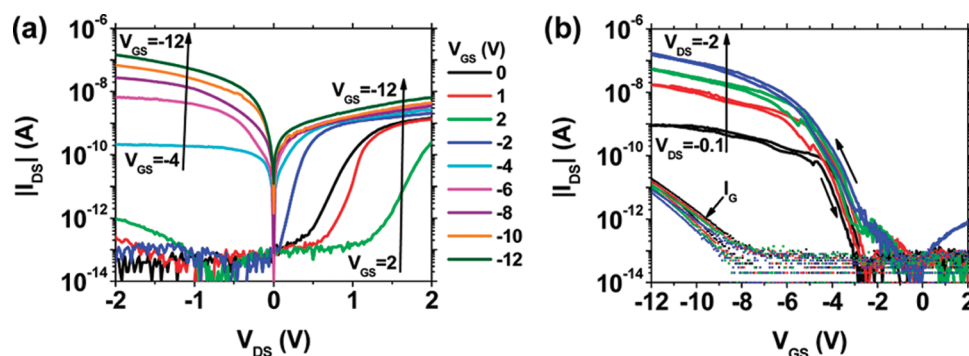 (a)
|I_DS| (A)
10^-6
10^-8
10^-10
10^-12
10^-14
V_GS=-12
V_GS=-4
V_GS=-12
V_GS=2
-2
-1
0
1
2
V_DS (V)
V_GS (V)
0
1
2
-2
-4
-6
-8
-10
-12
(b)
|I_DS| (A)
10^-6
10^-8
10^-10
10^-12
10^-14
V_DS=-2
V_DS=-0.1
I_G
-12
-10
-8
-6
-4
-2
0
2
V_GS (V)